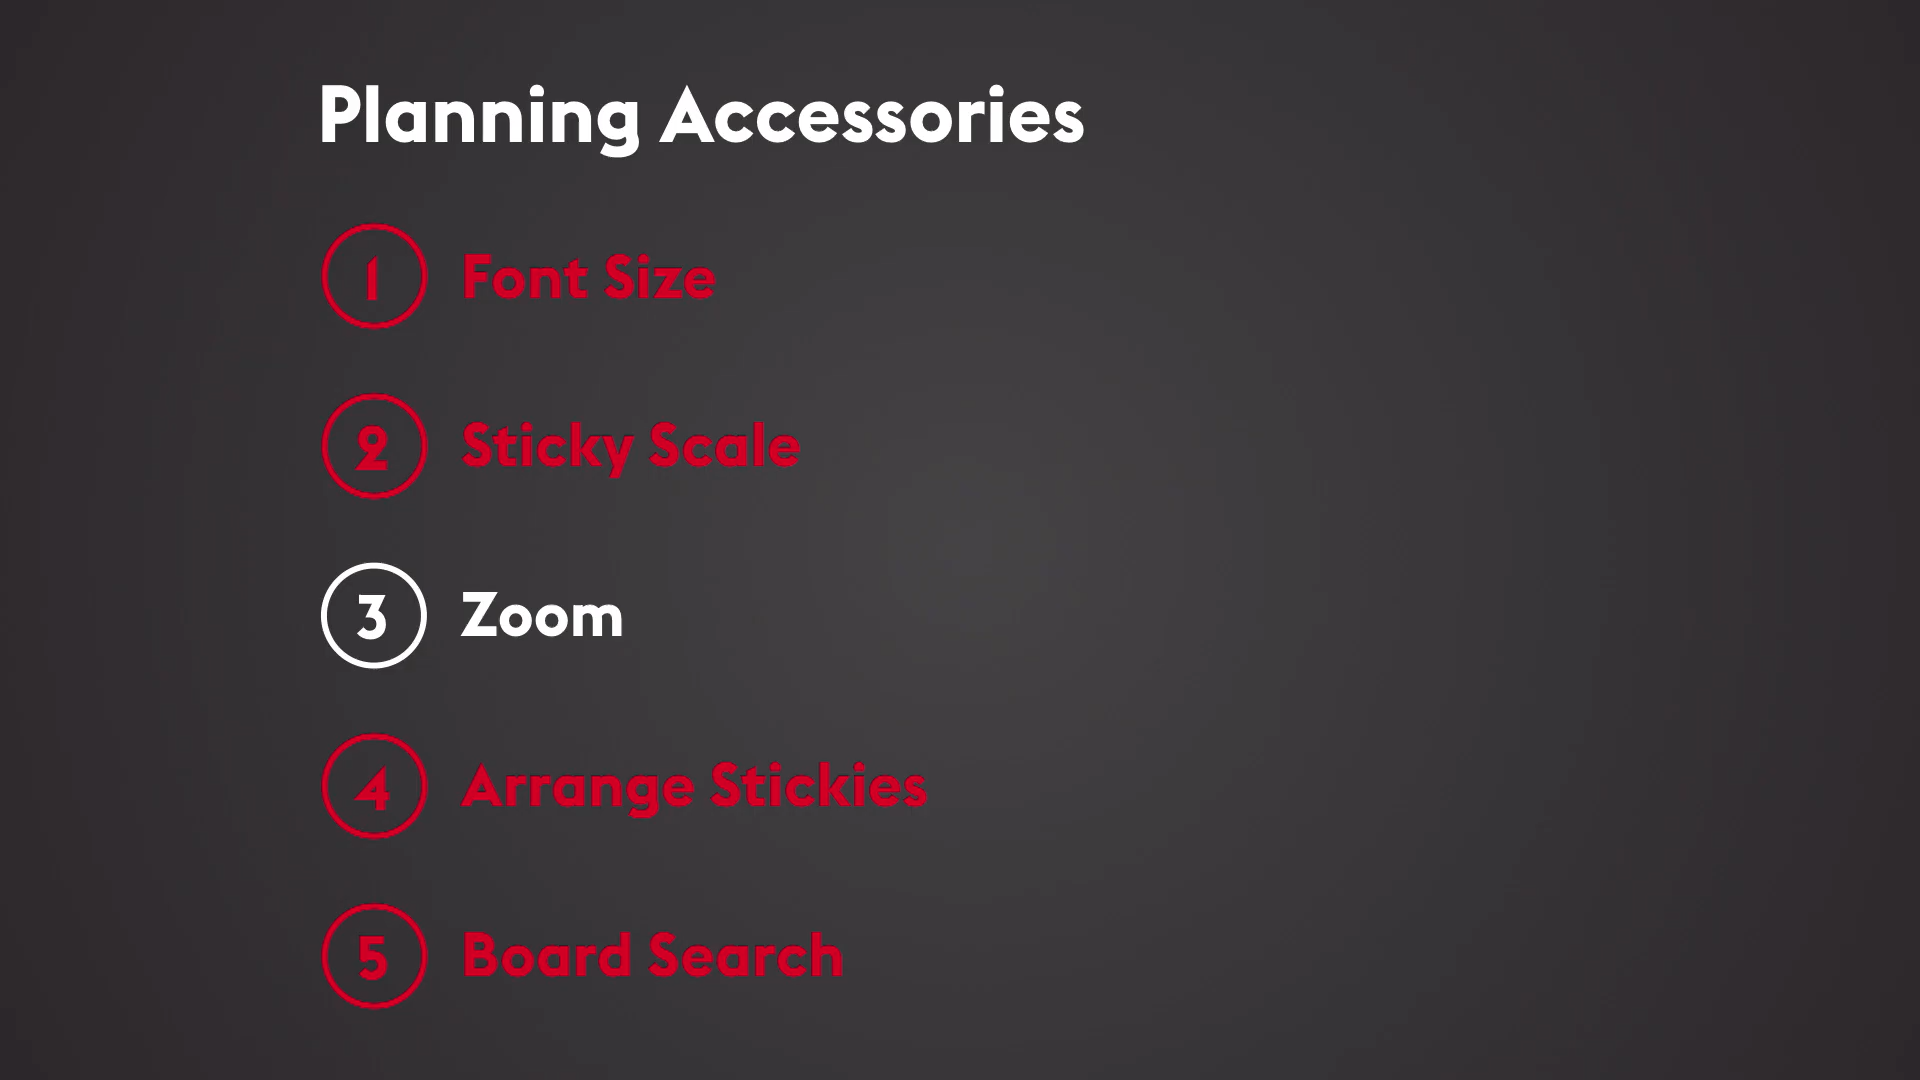 Planning Accessories
1 Font Size
2 Sticky Scale
3 Zoom
4 Arrange Stickies
5 Board Search